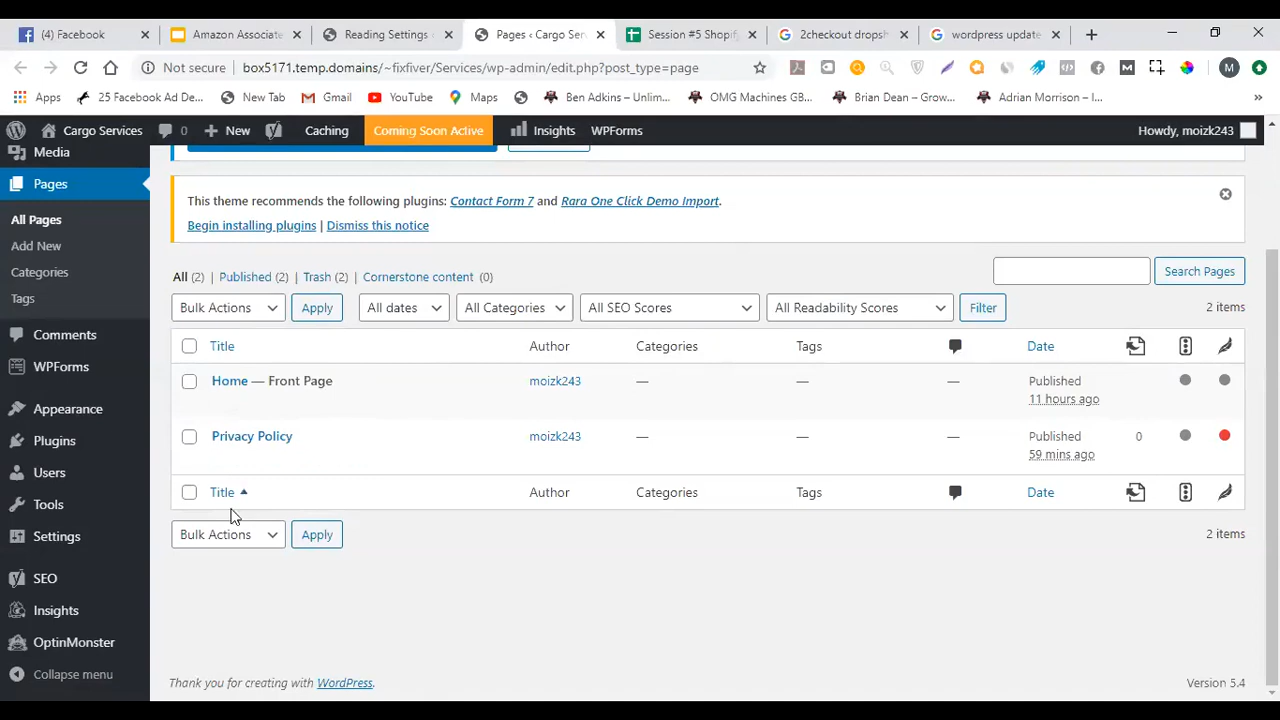 (4) Facebook
Amazon Associate
Reading Settings
Pages ‹ Cargo Ser
Session #5 Shopif
2checkout drops
wordpress update
Not secure
box5171.temp.domains/~fixfiver/Services/wp-admin/edit.php?post_type=page
M
Apps
25 Facebook Ad De...
New Tab
Gmail
YouTube
Maps
Ben Adkins – Unlim...
OMG Machines GB...
Brian Dean – Grow...
Adrian Morrison – I...
»
Cargo Services
0
New
Caching
Coming Soon Active
Insights
WPForms
Howdy, moizk243
Media
Pages
All Pages
Add New
Categories
Tags
Comments
WPForms
Appearance
Plugins
Users
Tools
Settings
SEO
Insights
OptinMonster
Collapse menu
This theme recommends the following plugins: Contact Form 7 and Rara One Click Demo Import.
Begin installing plugins | Dismiss this notice
All (2) | Published (2) | Trash (2) | Cornerstone content (0)
Search Pages
Bulk Actions
Apply
All dates
All Categories
All SEO Scores
All Readability Scores
Filter
2 items
Title
Author
Categories
Tags
Date
Home — Front Page
moizk243
—
—
—
Published
11 hours ago
Privacy Policy
moizk243
—
—
—
Published
59 mins ago
0
Title
Author
Categories
Tags
Date
Bulk Actions
Apply
2 items
Thank you for creating with WordPress.
Version 5.4